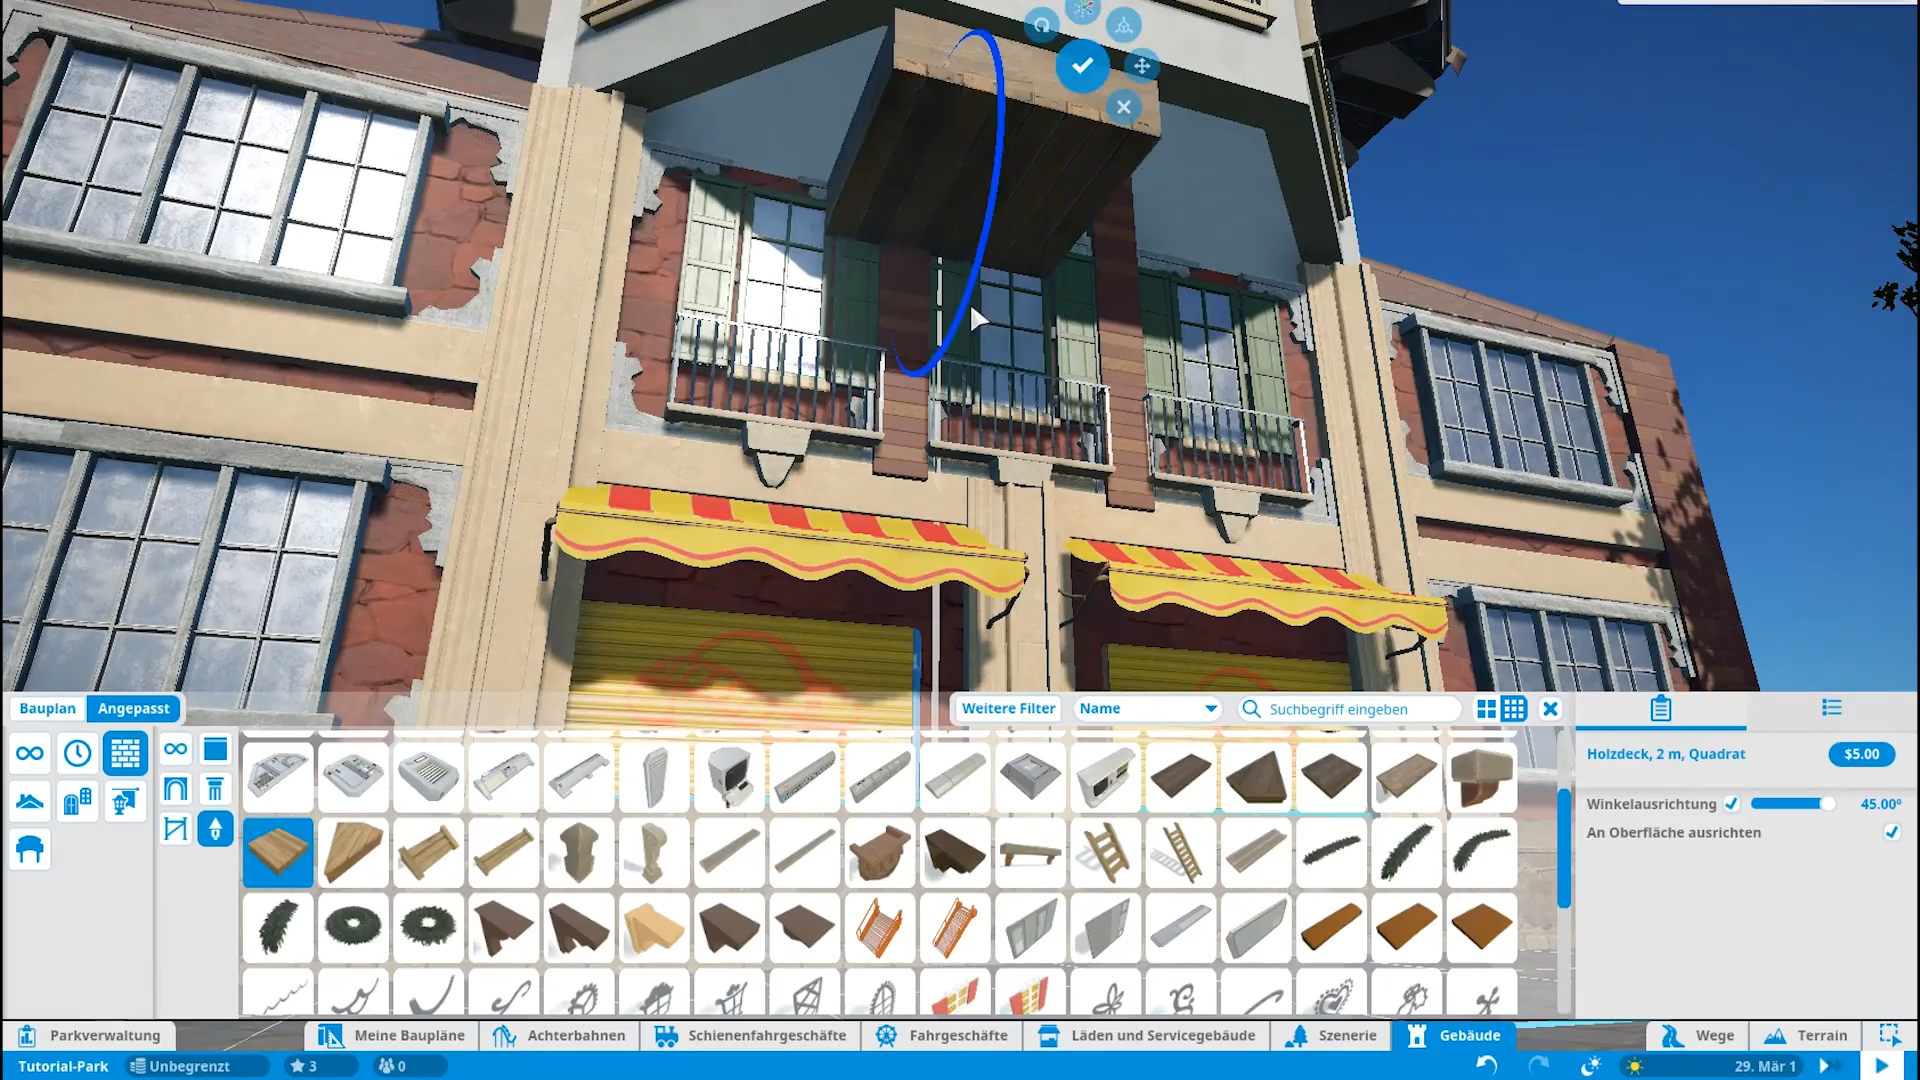 Bauplan
Angepasst
Weitere Filter
Name
Suchbegriff eingeben
Holzdeck, 2 m, Quadrat
$5.00
Winkelausrichtung
45.00º
An Oberfläche ausrichten
Parkverwaltung
Meine Baupläne
Achterbahnen
Schienenfahrgeschäfte
Fahrgeschäfte
Läden und Servicegebäude
Szenerie
Gebäude
Wege
Terrain
Tutorial-Park
Unbegrenzt
3
0
29. Mär 1